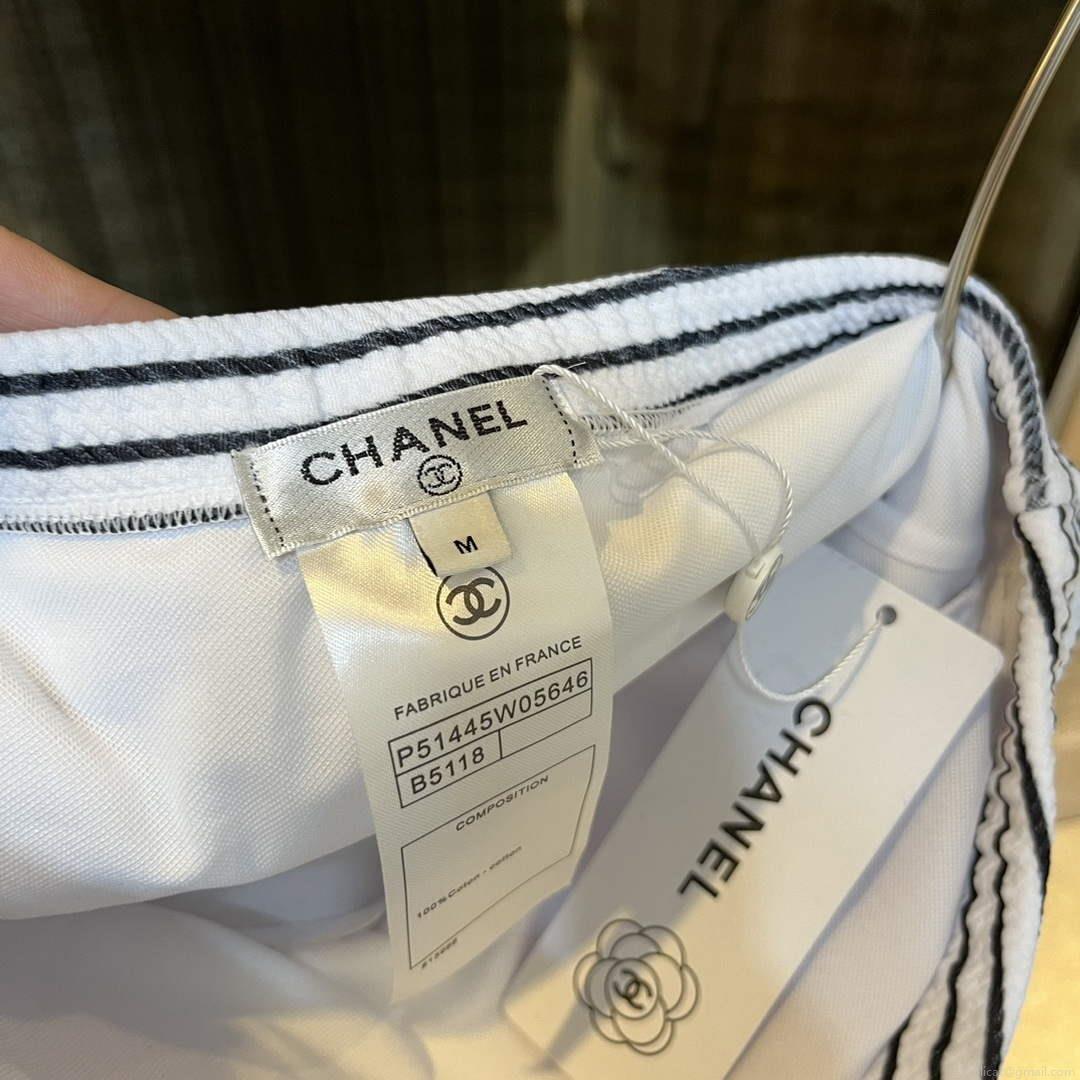 CHANEL
M
FABRIQUE EN FRANCE
P51445W05646
B5118
COMPOSITION
100% Coton - cotton
CHANEL